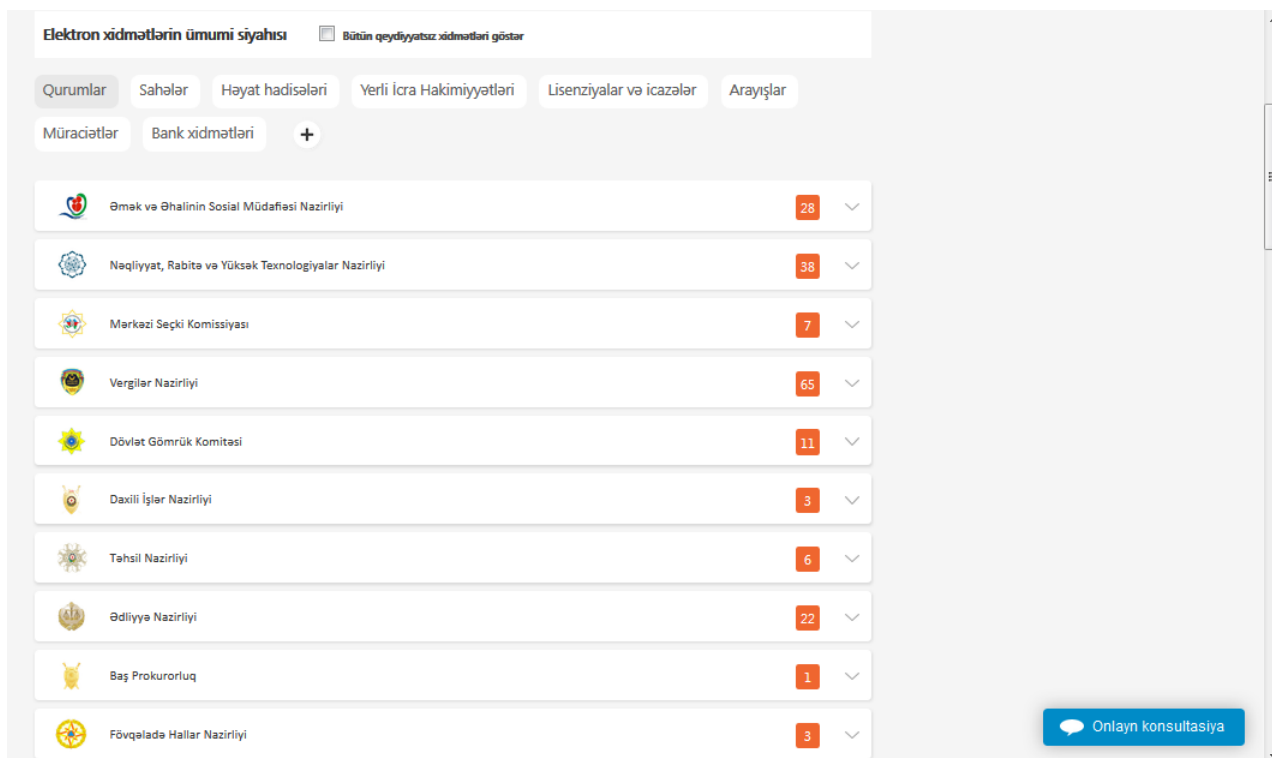 Elektron xidmətlərin ümumi siyahısı Bütün qeydiyyatsız xidmətləri göstər
Qurumlar Sahələr Həyat hadisələri Yerli İcra Hakimiyyətləri Lisenziyalar və icazələr Arayışlar
Müraciətlər Bank xidmətləri +
Əmək və Əhalinin Sosial Müdafiəsi Nazirliyi 28
Nəqliyyat, Rabitə və Yüksək Texnologiyalar Nazirliyi 38
Mərkəzi Seçki Komissiyası 7
Vergilər Nazirliyi 65
Dövlət Gömrük Komitəsi 11
Daxili İşlər Nazirliyi 3
Təhsil Nazirliyi 6
Ədliyyə Nazirliyi 22
Baş Prokurorluq 1
Fövqəladə Hallar Nazirliyi 3
Onlayn konsultasiya